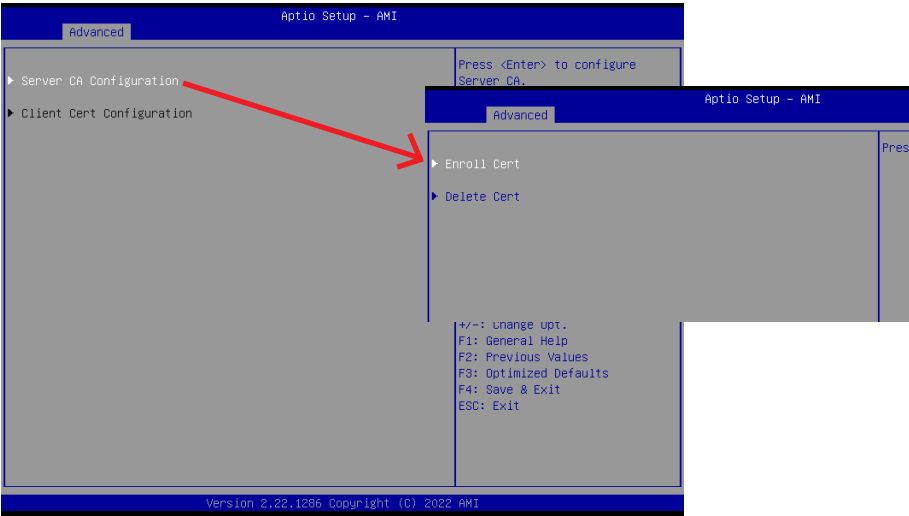 Aptio Setup – AMI
Advanced
Server CA Configuration
Client Cert Configuration
Press <Enter> to configure
Server CA.
Aptio Setup – AMI
Advanced
Enroll Cert
Delete Cert
Pres
+/-: Change Opt.
F1: General Help
F2: Previous Values
F3: Optimized Defaults
F4: Save & Exit
ESC: Exit
Version 2.22.1286 Copyright (C) 2022 AMI